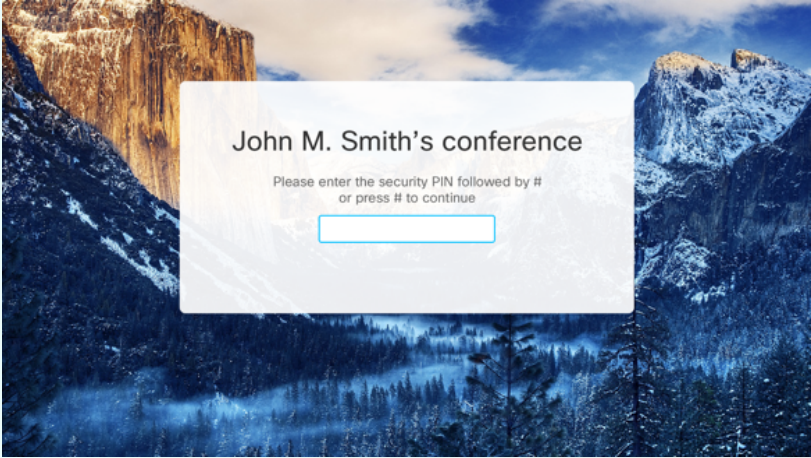 John M. Smith’s conference
Please enter the security PIN followed by #
or press # to continue